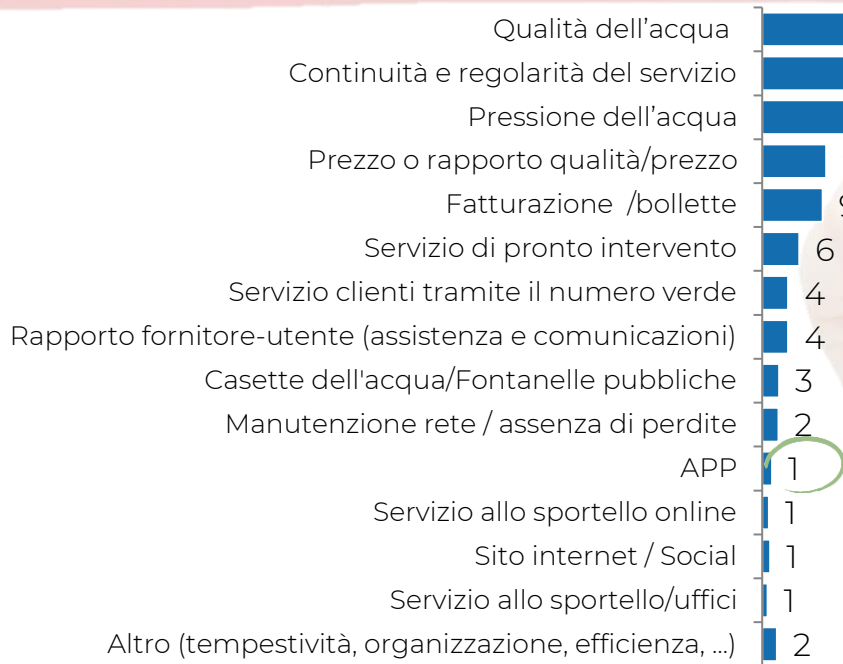 Qualità dell’acqua
Continuità e regolarità del servizio
Pressione dell’acqua
Prezzo o rapporto qualità/prezzo
Fatturazione /bollette
Servizio di pronto intervento 6
Servizio clienti tramite il numero verde 4
Rapporto fornitore-utente (assistenza e comunicazioni) 4
Casette dell'acqua/Fontanelle pubbliche 3
Manutenzione rete / assenza di perdite 2
APP 1
Servizio allo sportello online 1
Sito internet / Social 1
Servizio allo sportello/uffici 1
Altro (tempestività, organizzazione, efficienza, ...) 2